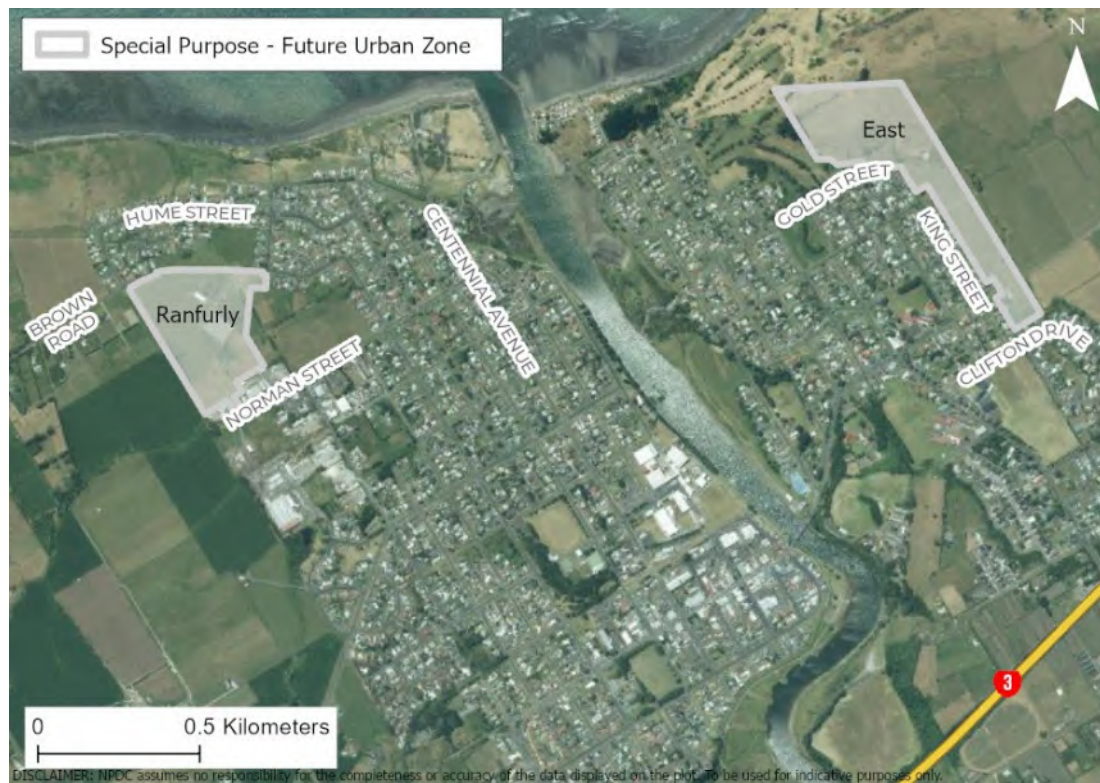 Special Purpose - Future Urban Zone
N
East
GOLD STREET
HUME STREET
CENTENNIAL AVENUE
KING STREET
BROWN
ROAD
Ranfurly
CLIFTON DRIVE
NORMAN STREET
3
0
0.5 Kilometers
DISCLAIMER: NPDC assumes no responsibility for the completeness or accuracy of the data displayed on the plot. To be used for indicative purposes only.